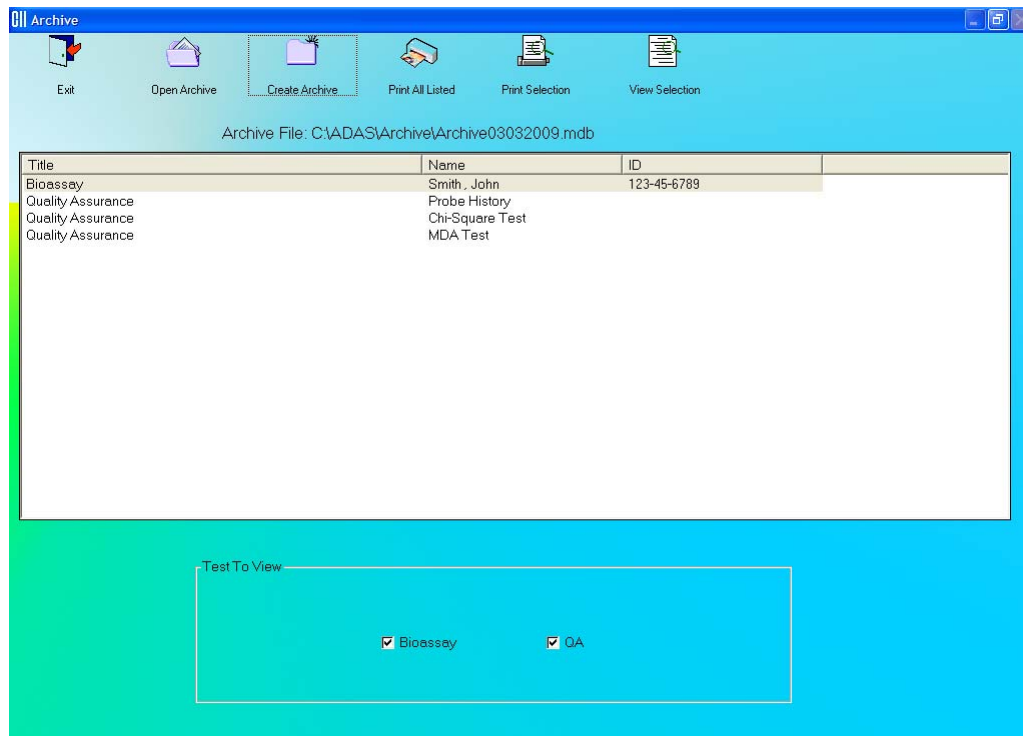 Archive
Exit Open Archive Create Archive Print All Listed Print Selection View Selection
Archive File: C:\ADAS\Archive\Archive03032009.mdb
Title Name ID
Bioassay Smith , John 123-45-6789
Quality Assurance Probe History
Quality Assurance Chi-Square Test
Quality Assurance MDA Test
Test To View
Bioassay QA